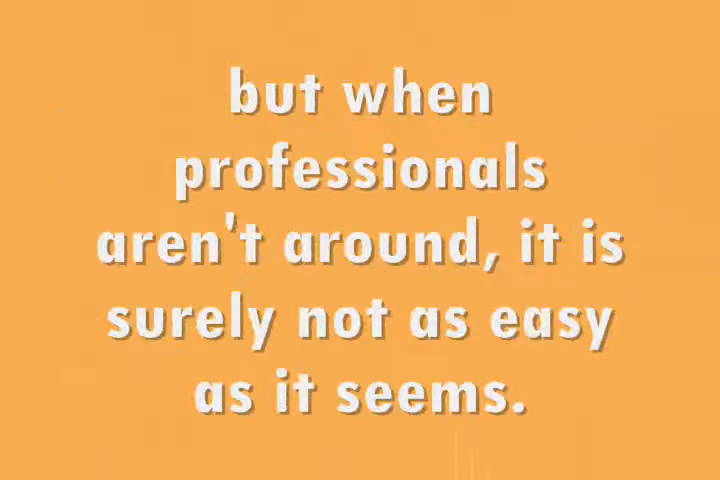 but when
professionals
aren't around, it is
surely not as easy
as it seems.